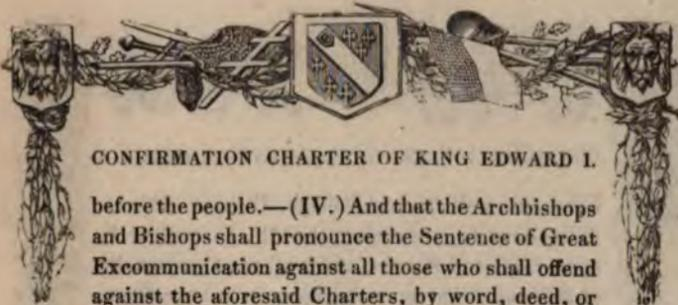 CONFIRMATION CHARTER OF KING EDWARD I.
before the people.—(IV.) And that the Archbishops
and Bishops shall pronounce the Sentence of Great
Excommunication against all those who shall offend
against the aforesaid Charters, by word, deed, or